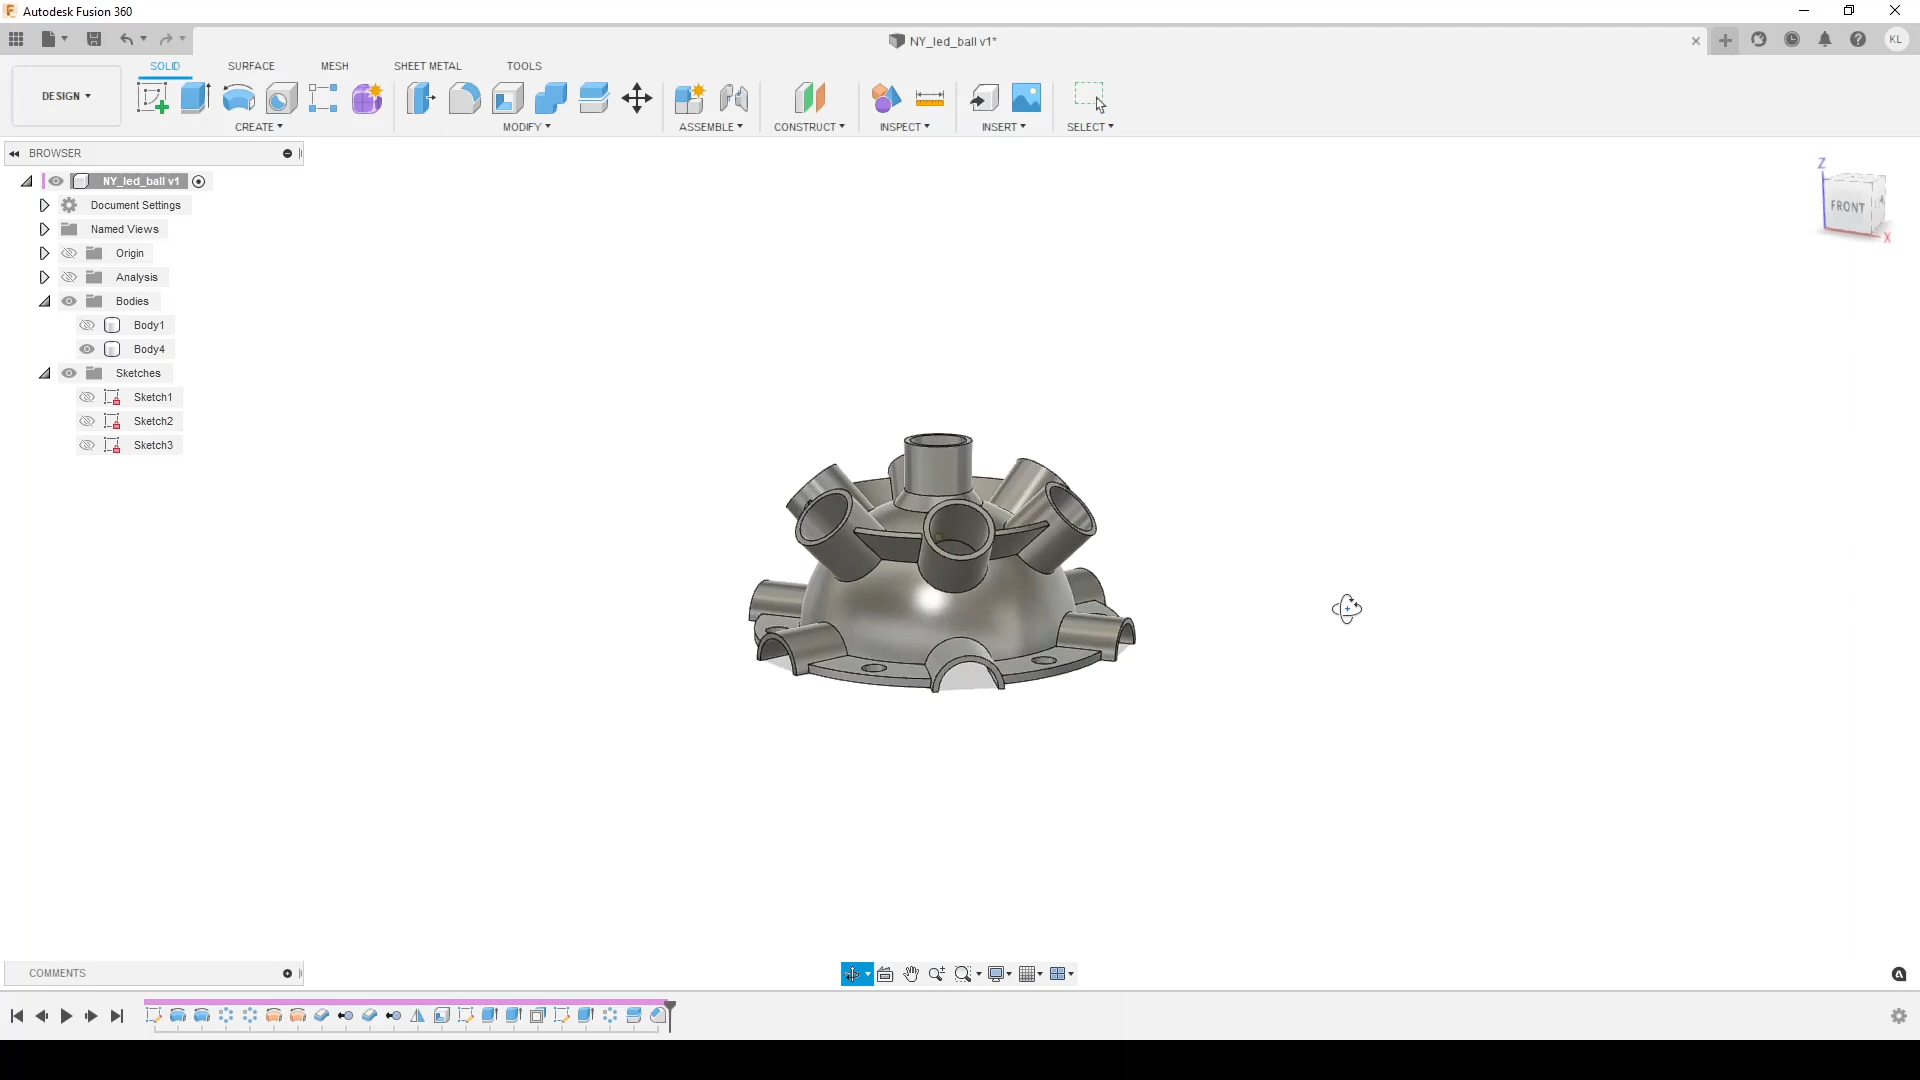 Autodesk Fusion 360
NY_led_ball v1*
KL
SOLID SURFACE MESH SHEET METAL TOOLS
DESIGN
CREATE MODIFY ASSEMBLE CONSTRUCT INSPECT INSERT SELECT
BROWSER
NY_led_ball v1
Document Settings
Named Views
Origin
Analysis
Bodies
Body1
Body4
Sketches
Sketch1
Sketch2
Sketch3
Z
FRONT
X
COMMENTS